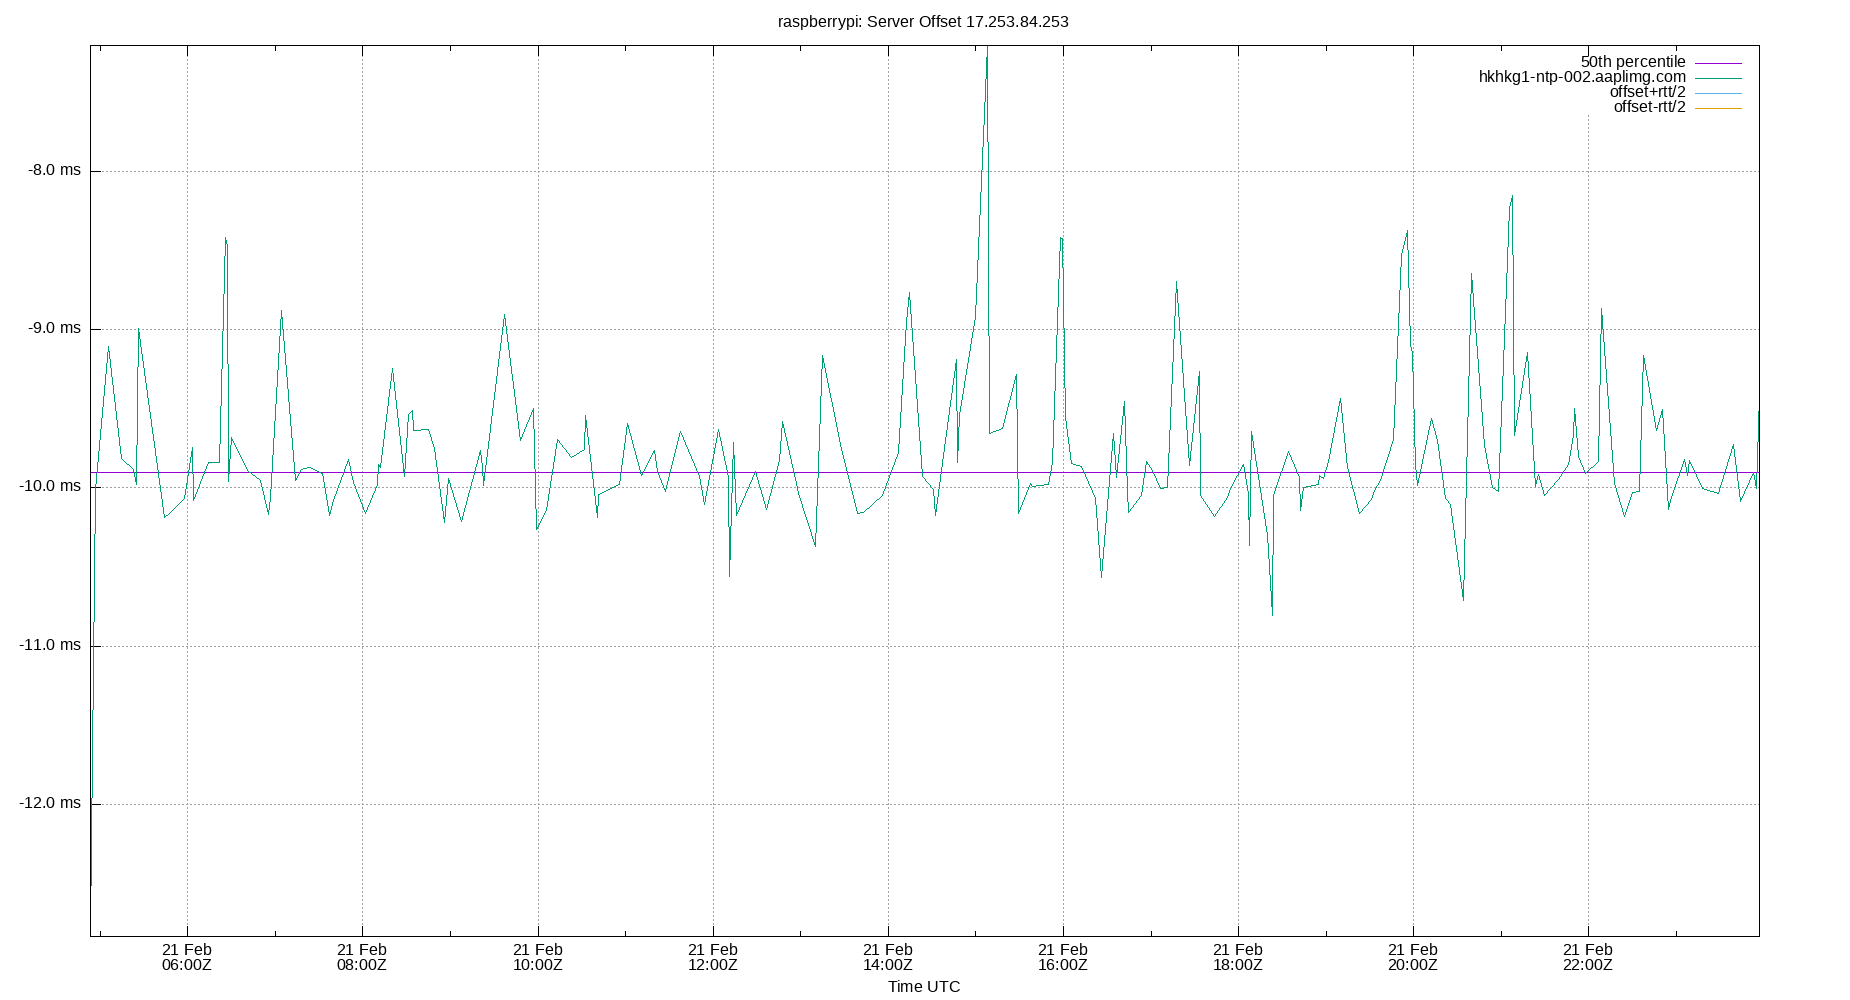 raspberrypi: Server Offset 17.253.84.253
50th percentile
hkhkg1-ntp-002.aaplimg.com
offset+rtt/2
offset-rtt/2
-8.0 ms
-9.0 ms
-10.0 ms
-11.0 ms
-12.0 ms
21 Feb 21 Feb 21 Feb 21 Feb 21 Feb 21 Feb 21 Feb 21 Feb 21 Feb
06:00Z 08:00Z 10:00Z 12:00Z 14:00Z 16:00Z 18:00Z 20:00Z 22:00Z
Time UTC